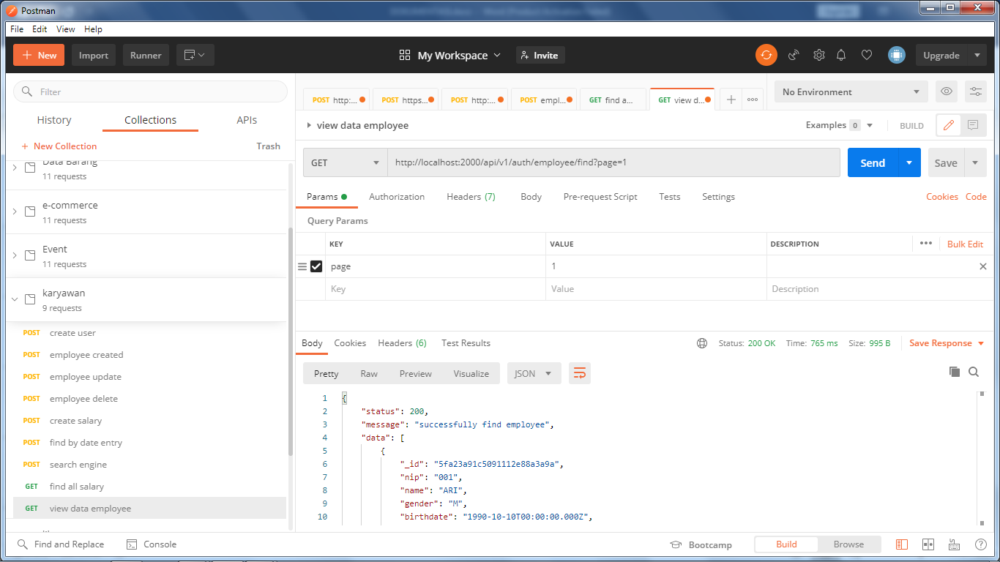 Postman
File Edit View Help
New Import Runner My Workspace Invite Upgrade
Filter
History Collections APIs
New Collection Trash
Data Barang
11 requests
e-commerce
11 requests
Event
11 requests
karyawan
9 requests
POST create user
POST employee created
POST employee update
POST employee delete
POST create salary
POST find by date entry
POST search engine
GET find all salary
GET view data employee
POST http:... POST https... POST http:... POST empl... GET find a... GET view d... No Environment
view data employee Examples 0 BUILD
GET http://localhost:2000/api/v1/auth/employee/find?page=1 Send Save
Params Authorization Headers (7) Body Pre-request Script Tests Settings Cookies Code
Query Params
KEY VALUE DESCRIPTION Bulk Edit
page 1
Key Value Description
Body Cookies Headers (6) Test Results Status: 200 OK Time: 765 ms Size: 995 B Save Response
Pretty Raw Preview Visualize JSON
1 {
2 "status": 200,
3 "message": "successfully find employee",
4 "data": [
5 {
6 "_id": "5fa23a91c5091112e88a3a9a",
7 "nip": "001",
8 "name": "ARI",
9 "gender": "M",
10 "birthdate": "1990-10-10T00:00:00.000Z",
Find and Replace Console Bootcamp Build Browse